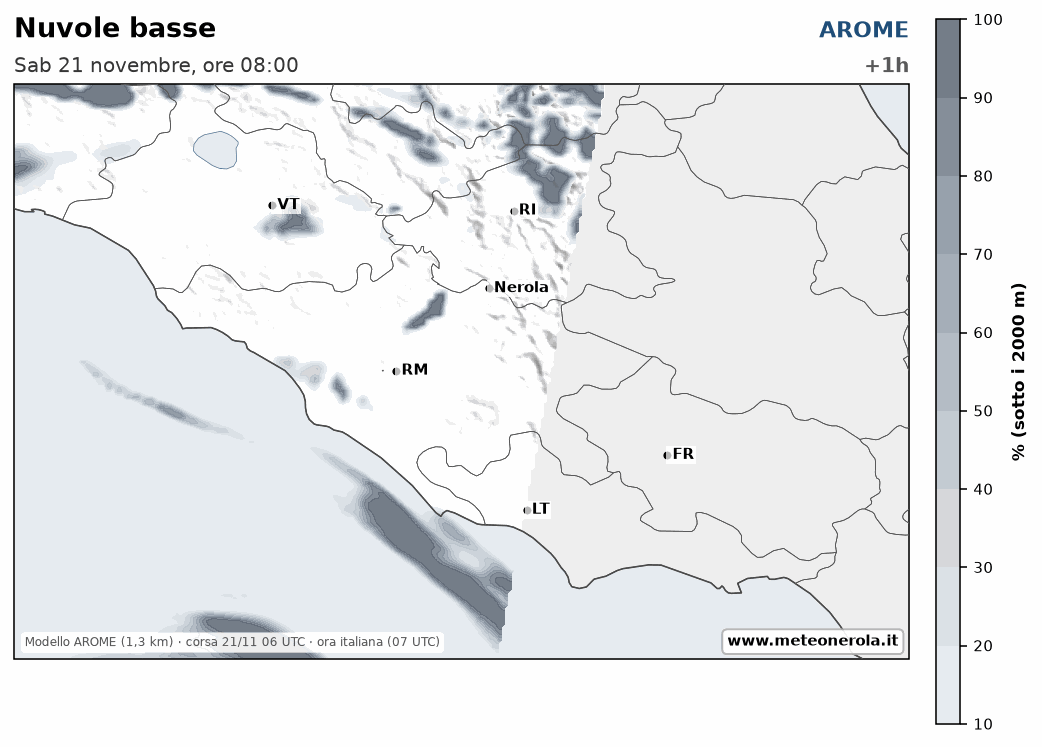 Nuvole basse
AROME
Sab 21 novembre, ore 08:00
+1h
VT
RI
Nerola
RM
FR
LT
Modello AROME (1,3 km) · corsa 21/11 06 UTC · ora italiana (07 UTC)
www.meteonerola.it
100
90
80
70
60
50
40
30
20
10
% (sotto i 2000 m)